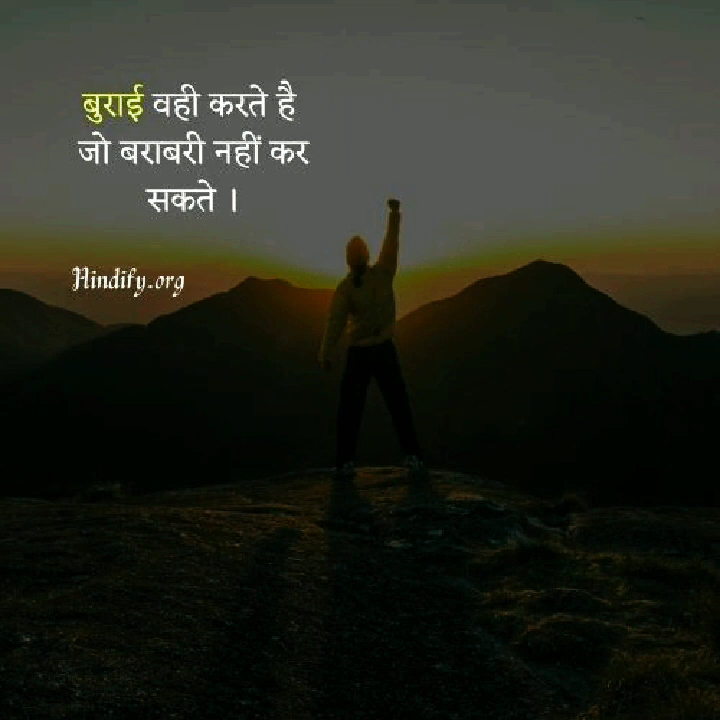 बुराई वही करते है
जो बराबरी नहीं कर
सकते ।
Hindify.org